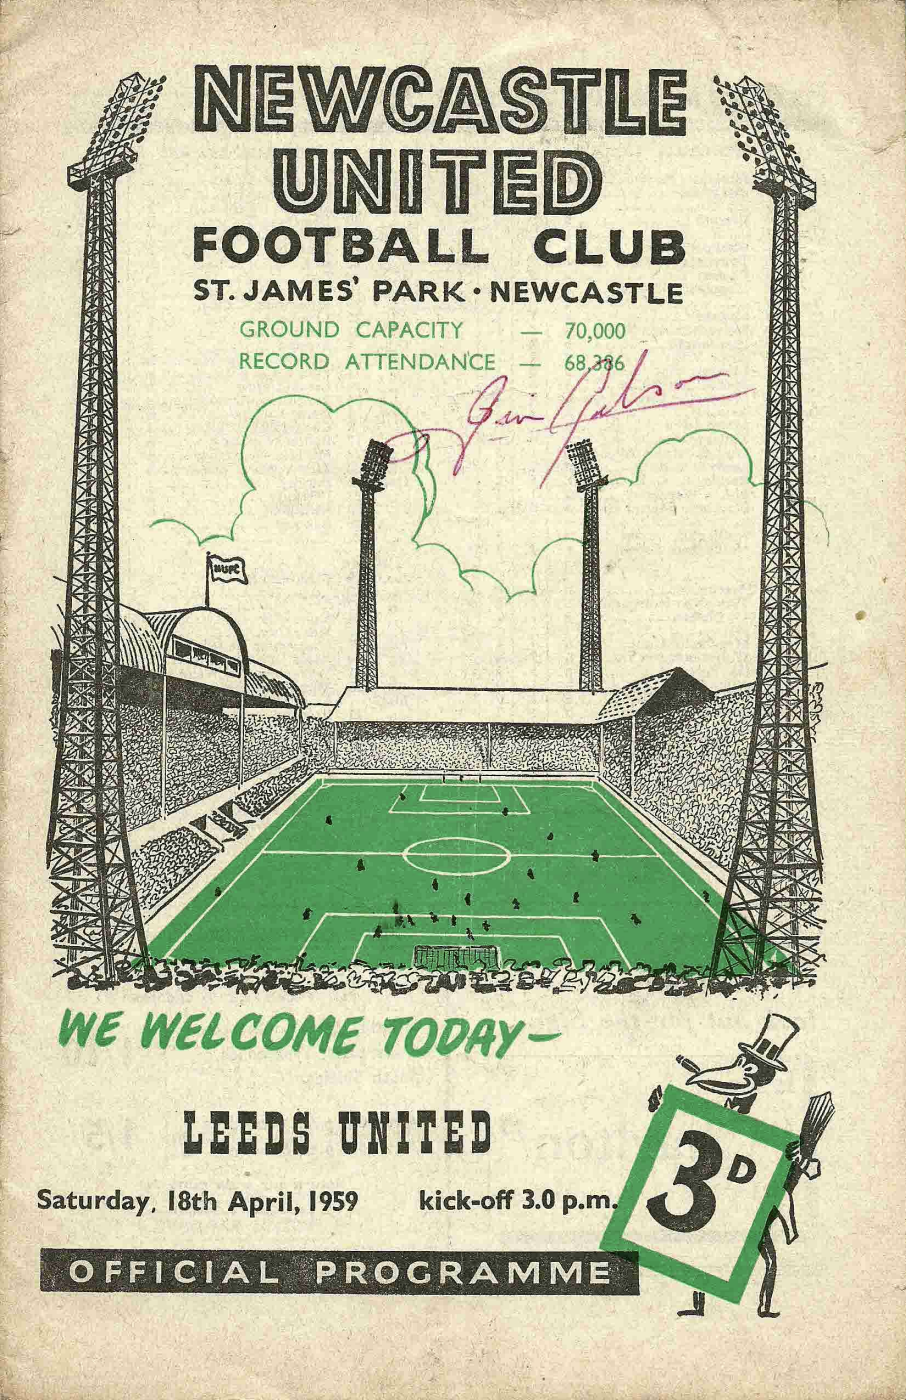 NEWCASTLE
UNITED
FOOTBALL CLUB
ST. JAMES' PARK · NEWCASTLE
GROUND CAPACITY — 70,000
RECORD ATTENDANCE — 68,386
NUFC
WE WELCOME TODAY—
LEEDS UNITED
Saturday, 18th April, 1959 kick-off 3.0 p.m.
3D
OFFICIAL PROGRAMME